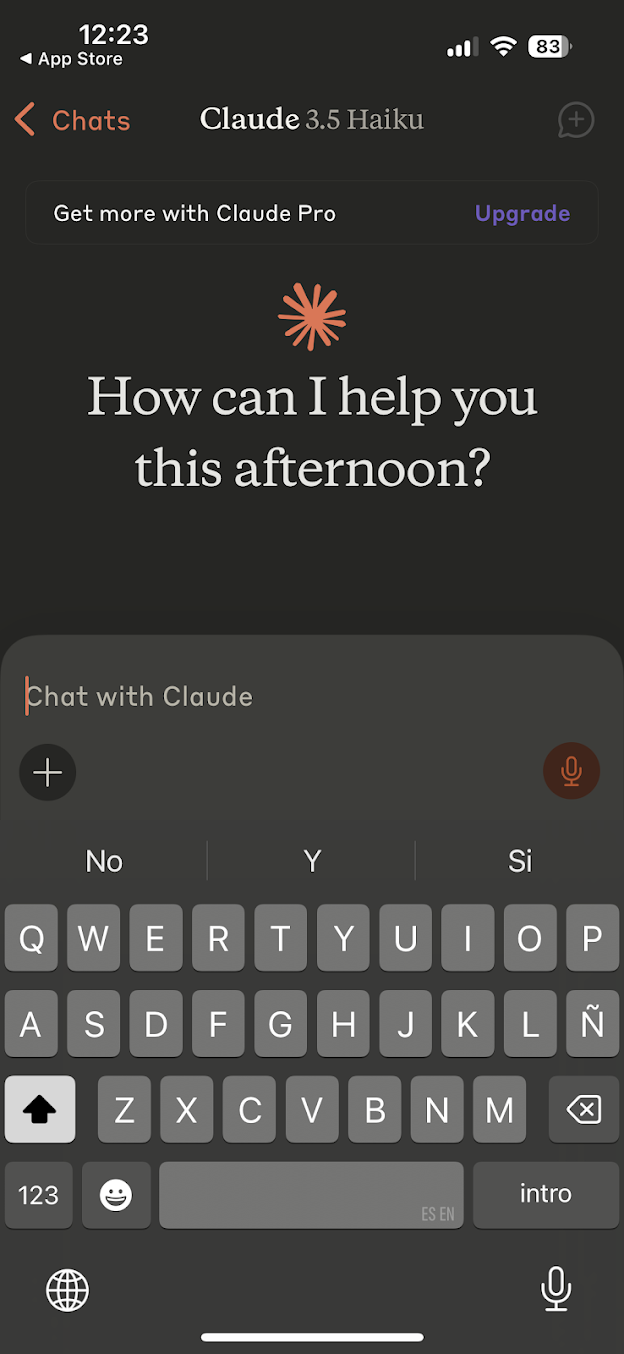 12:23
83
◀ App Store
Chats
Claude 3.5 Haiku
Get more with Claude Pro
Upgrade
How can I help you
this afternoon?
Chat with Claude
No Y Si
Q W E R T Y U I O P
A S D F G H J K L Ñ
Z X C V B N M
123
ES EN
intro